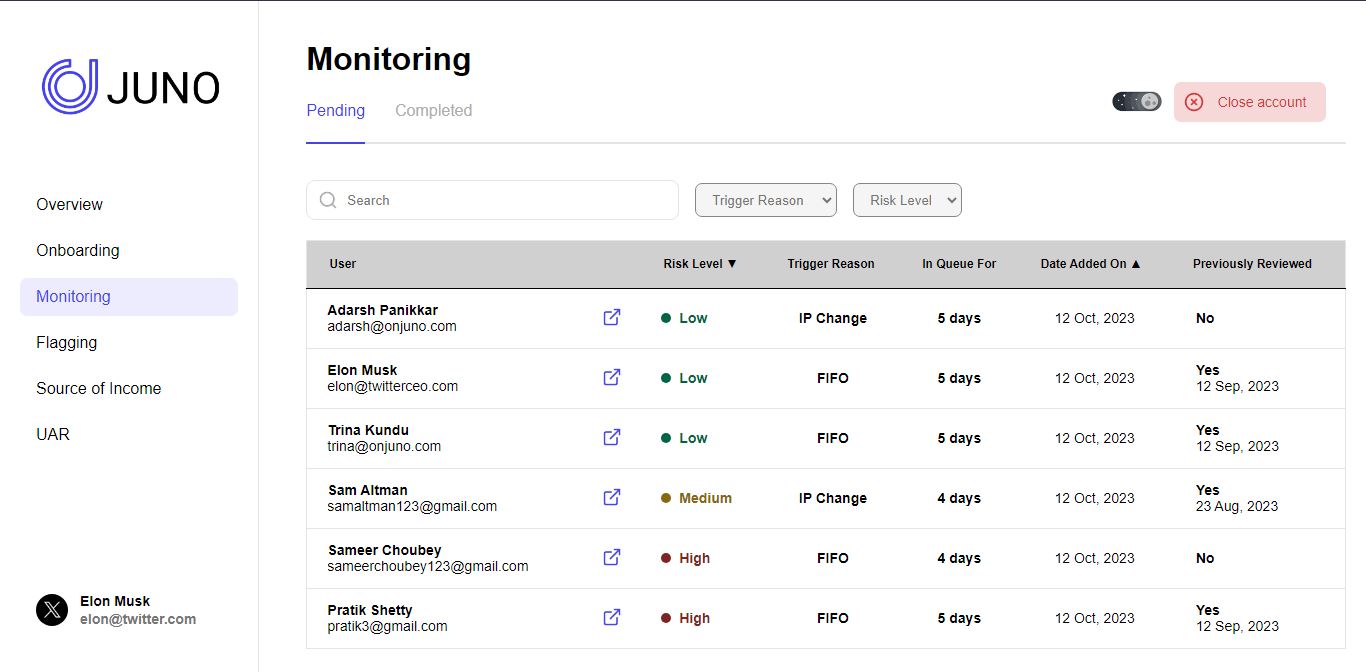 JUNO
Overview
Onboarding
Monitoring
Flagging
Source of Income
UAR
Elon Musk
elon@twitter.com
Monitoring
Pending Completed
Close account
Search Trigger Reason Risk Level
User Risk Level ▼ Trigger Reason In Queue For Date Added On ▲ Previously Reviewed
Adarsh Panikkar
adarsh@onjuno.com
Low IP Change 5 days 12 Oct, 2023 No
Elon Musk
elon@twitterceo.com
Low FIFO 5 days 12 Oct, 2023 Yes
12 Sep, 2023
Trina Kundu
trina@onjuno.com
Low FIFO 5 days 12 Oct, 2023 Yes
12 Sep, 2023
Sam Altman
samaltman123@gmail.com
Medium IP Change 4 days 12 Oct, 2023 Yes
23 Aug, 2023
Sameer Choubey
sameerchoubey123@gmail.com
High FIFO 4 days 12 Oct, 2023 No
Pratik Shetty
pratik3@gmail.com
High FIFO 5 days 12 Oct, 2023 Yes
12 Sep, 2023